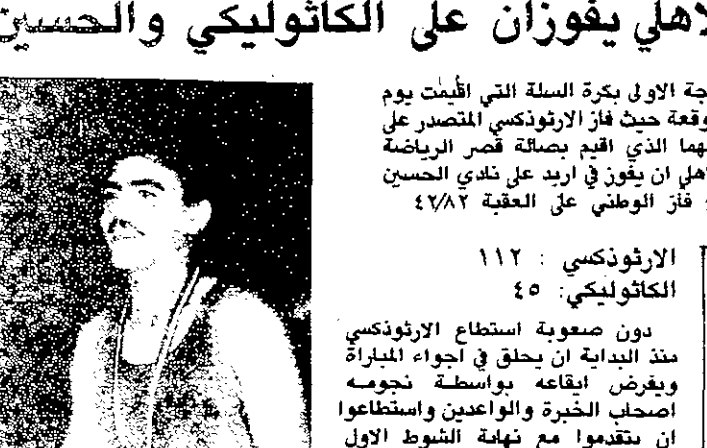 لاهلي يفوزان على الكاثوليكي والحسين
جة الاولى بكرة السلة التي اقيمت يوم
وقعة حيث فاز الارثوذكسي المتصدر على
هما الذي اقيم بصالة قصر الرياضة
هلي ان يفوز في اربد على نادي الحسين
فاز الوطني على العقبة ٤٢/٨٢
الارثوذكسي : ١١٢
الكاثوليكي: ٤٥
دون صعوبة استطاع الارثوذكسي
منذ البداية ان يحلق في اجواء المباراة
ويفرض ايقاعه بواسطة نجومه
اصحاب الخبرة والواعدين واستطاعوا
ان يتقدموا مع نهاية الشوط الاول